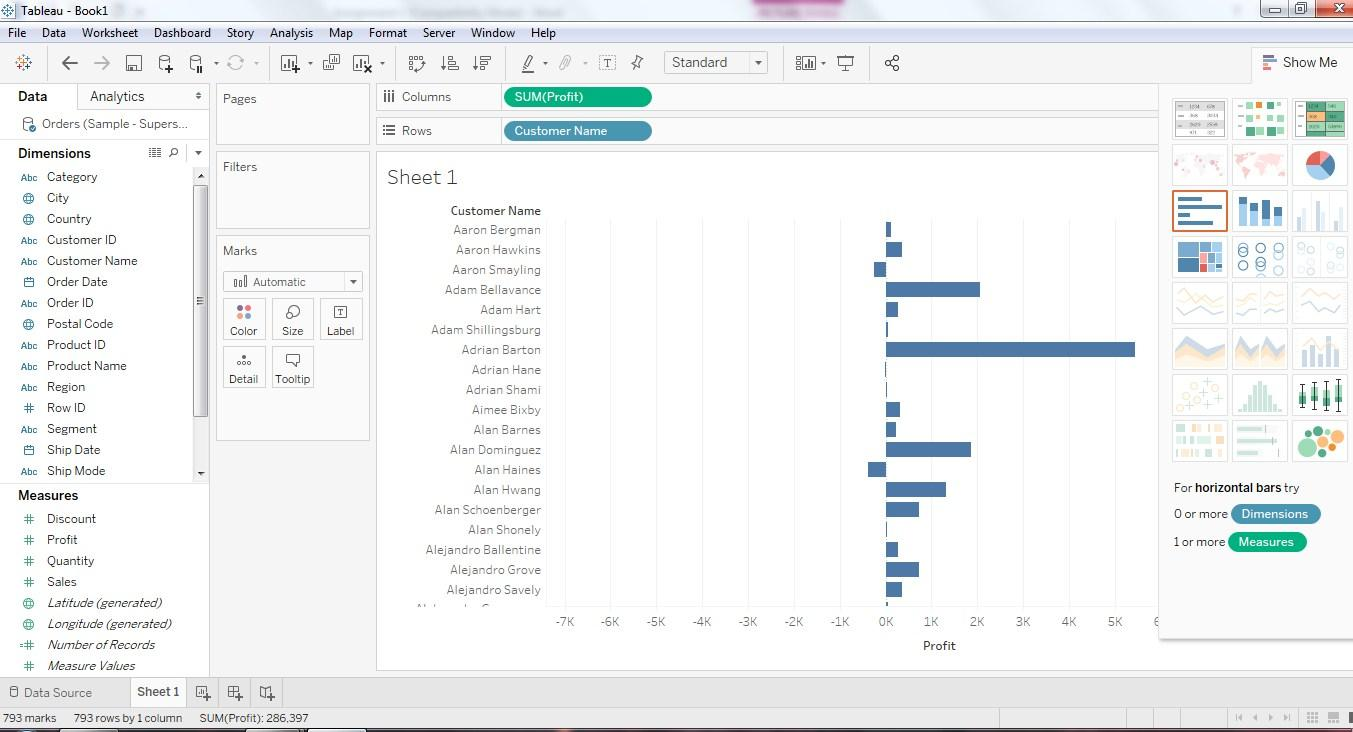 Tableau - Book1
File Data Worksheet Dashboard Story Analysis Map Format Server Window Help
Standard
Show Me
Data Analytics
Orders (Sample - Supers...
Dimensions
Abc Category
City
Country
Abc Customer ID
Abc Customer Name
Order Date
Abc Order ID
Postal Code
Abc Product ID
Abc Product Name
Abc Region
Row ID
Abc Segment
Ship Date
Abc Ship Mode
Measures
Discount
Profit
Quantity
Sales
Latitude (generated)
Longitude (generated)
Number of Records
Measure Values
Pages
Filters
Marks
Automatic
Color Size Label
Detail Tooltip
Columns SUM(Profit)
Rows Customer Name
Sheet 1
Customer Name
Aaron Bergman
Aaron Hawkins
Aaron Smayling
Adam Bellavance
Adam Hart
Adam Shillingsburg
Adrian Barton
Adrian Hane
Adrian Shami
Aimee Bixby
Alan Barnes
Alan Dominguez
Alan Haines
Alan Hwang
Alan Schoenberger
Alan Shonely
Alejandro Ballentine
Alejandro Grove
Alejandro Savely
-7K -6K -5K -4K -3K -2K -1K 0K 1K 2K 3K 4K 5K
Profit
For horizontal bars try
0 or more Dimensions
1 or more Measures
Data Source Sheet 1
793 marks 793 rows by 1 column SUM(Profit): 286,397